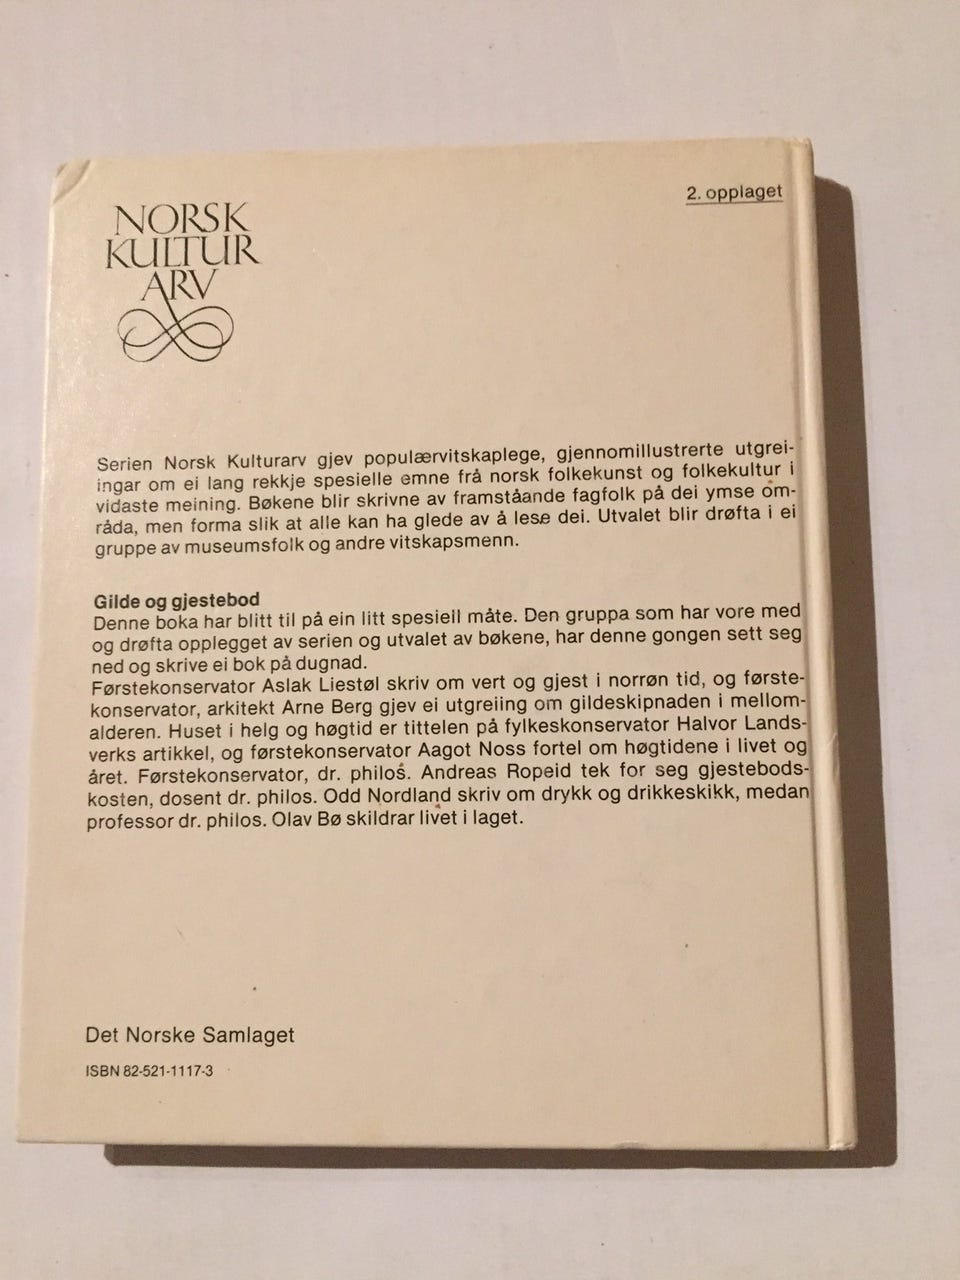 NORSK
KULTUR
ARV
2. opplaget
Serien Norsk Kulturarv gjev populærvitskaplege, gjennomillustrerte utgrei-
ingar om ei lang rekkje spesielle emne frå norsk folkekunst og folkekultur i
vidaste meining. Bøkene blir skrivne av framståande fagfolk på dei ymse om-
råda, men forma slik at alle kan ha glede av å lese dei. Utvalet blir drøfta i ei
gruppe av museumsfolk og andre vitskapsmenn.
Gilde og gjestebod
Denne boka har blitt til på ein litt spesiell måte. Den gruppa som har vore med
og drøfta opplegget av serien og utvalet av bøkene, har denne gongen sett seg
ned og skrive ei bok på dugnad.
Førstekonservator Aslak Liestøl skriv om vert og gjest i norrøn tid, og første-
konservator, arkitekt Arne Berg gjev ei utgreiing om gildeskipnaden i mellom-
alderen. Huset i helg og høgtid er tittelen på fylkeskonservator Halvor Lands-
verks artikkel, og førstekonservator Aagot Noss fortel om høgtidene i livet og
året. Førstekonservator, dr. philos. Andreas Ropeid tek for seg gjestebods-
kosten, dosent dr. philos. Odd Nordland skriv om drykk og drikkeskikk, medan
professor dr. philos. Olav Bø skildrar livet i laget.
Det Norske Samlaget
ISBN 82-521-1117-3